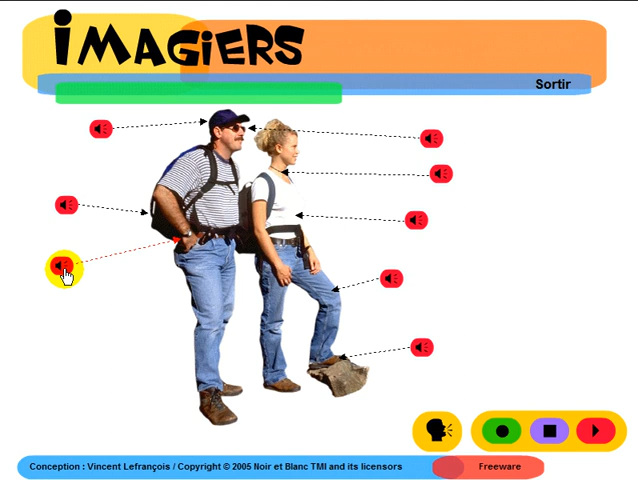 iMAGiERS
Sortir
Conception : Vincent Lefrançois / Copyright © 2005 Noir et Blanc TMI and its licensors
Freeware